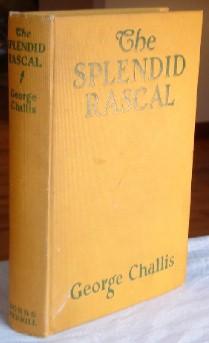 The
SPLENDID
RASCAL
George
Challis
BOBBS
MERRILL
The
SPLENDID
RASCAL
George Challis